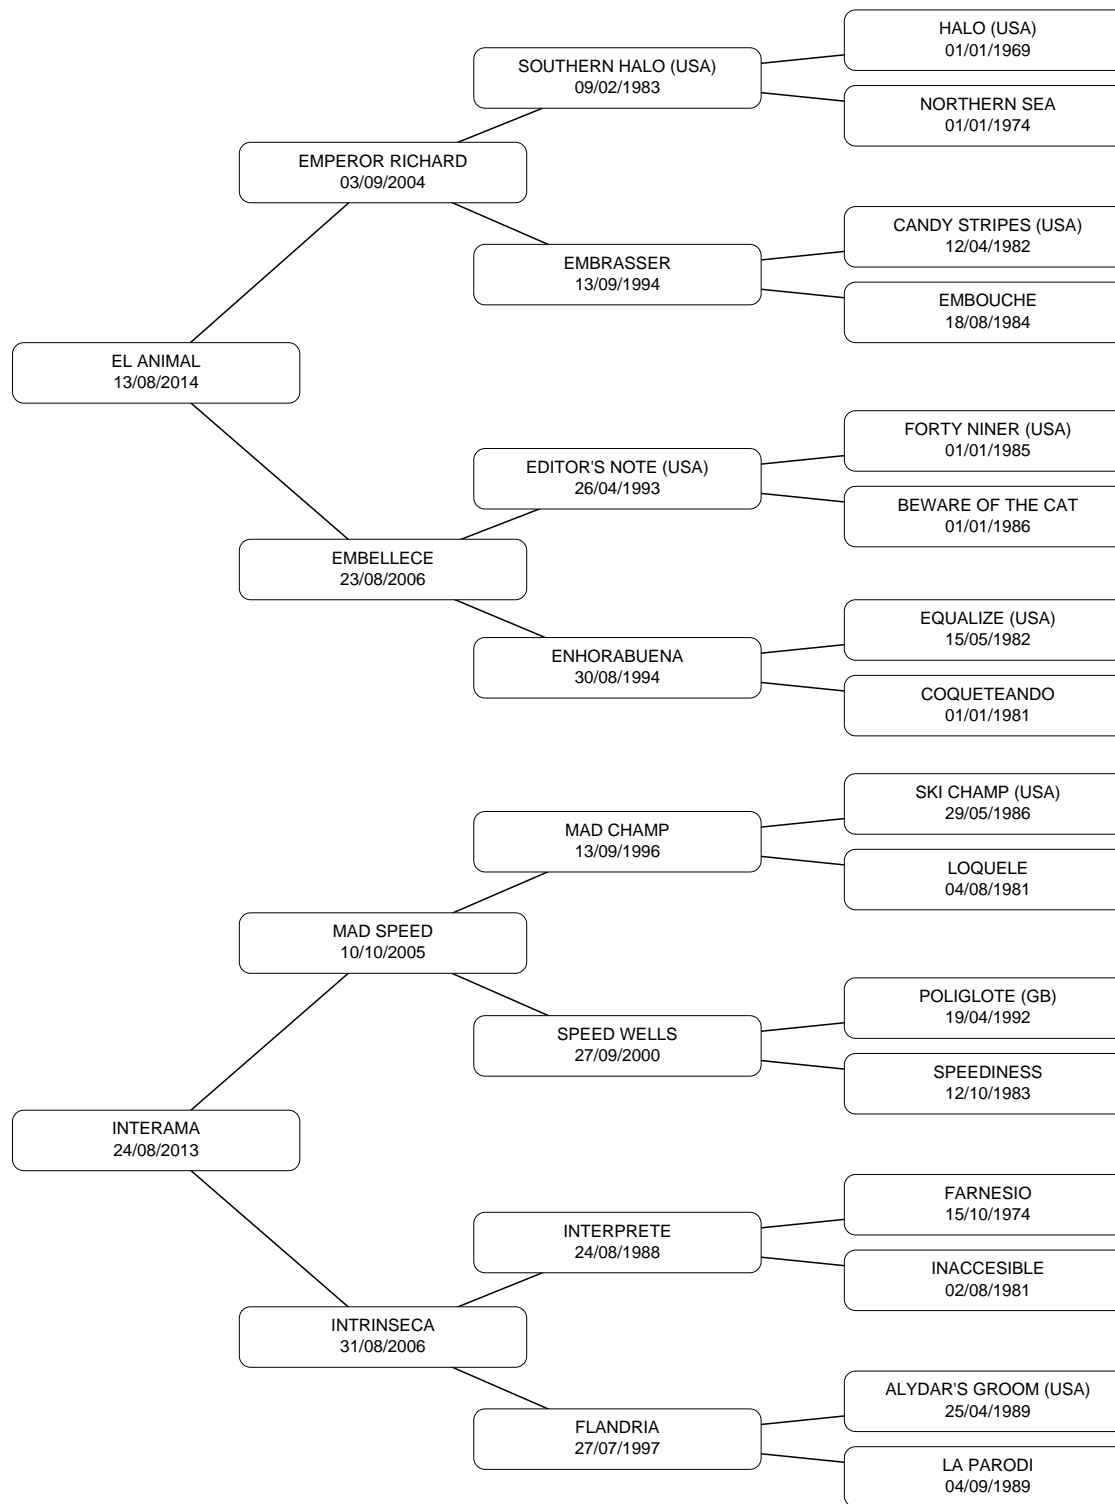 HALO (USA)
01/01/1969
SOUTHERN HALO (USA)
09/02/1983
NORTHERN SEA
01/01/1974
EMPEROR RICHARD
03/09/2004
CANDY STRIPES (USA)
12/04/1982
EMBRASSER
13/09/1994
EMBOUCHE
18/08/1984
EL ANIMAL
13/08/2014
FORTY NINER (USA)
01/01/1985
EDITOR'S NOTE (USA)
26/04/1993
BEWARE OF THE CAT
01/01/1986
EMBELLECE
23/08/2006
EQUALIZE (USA)
15/05/1982
ENHORABUENA
30/08/1994
COQUETEANDO
01/01/1981
SKI CHAMP (USA)
29/05/1986
MAD CHAMP
13/09/1996
LOQUELE
04/08/1981
MAD SPEED
10/10/2005
POLIGLOTE (GB)
19/04/1992
SPEED WELLS
27/09/2000
SPEEDINESS
12/10/1983
INTERAMA
24/08/2013
FARNESIO
15/10/1974
INTERPRETE
24/08/1988
INACCESIBLE
02/08/1981
INTRINSECA
31/08/2006
ALYDAR'S GROOM (USA)
25/04/1989
FLANDRIA
27/07/1997
LA PARODI
04/09/1989